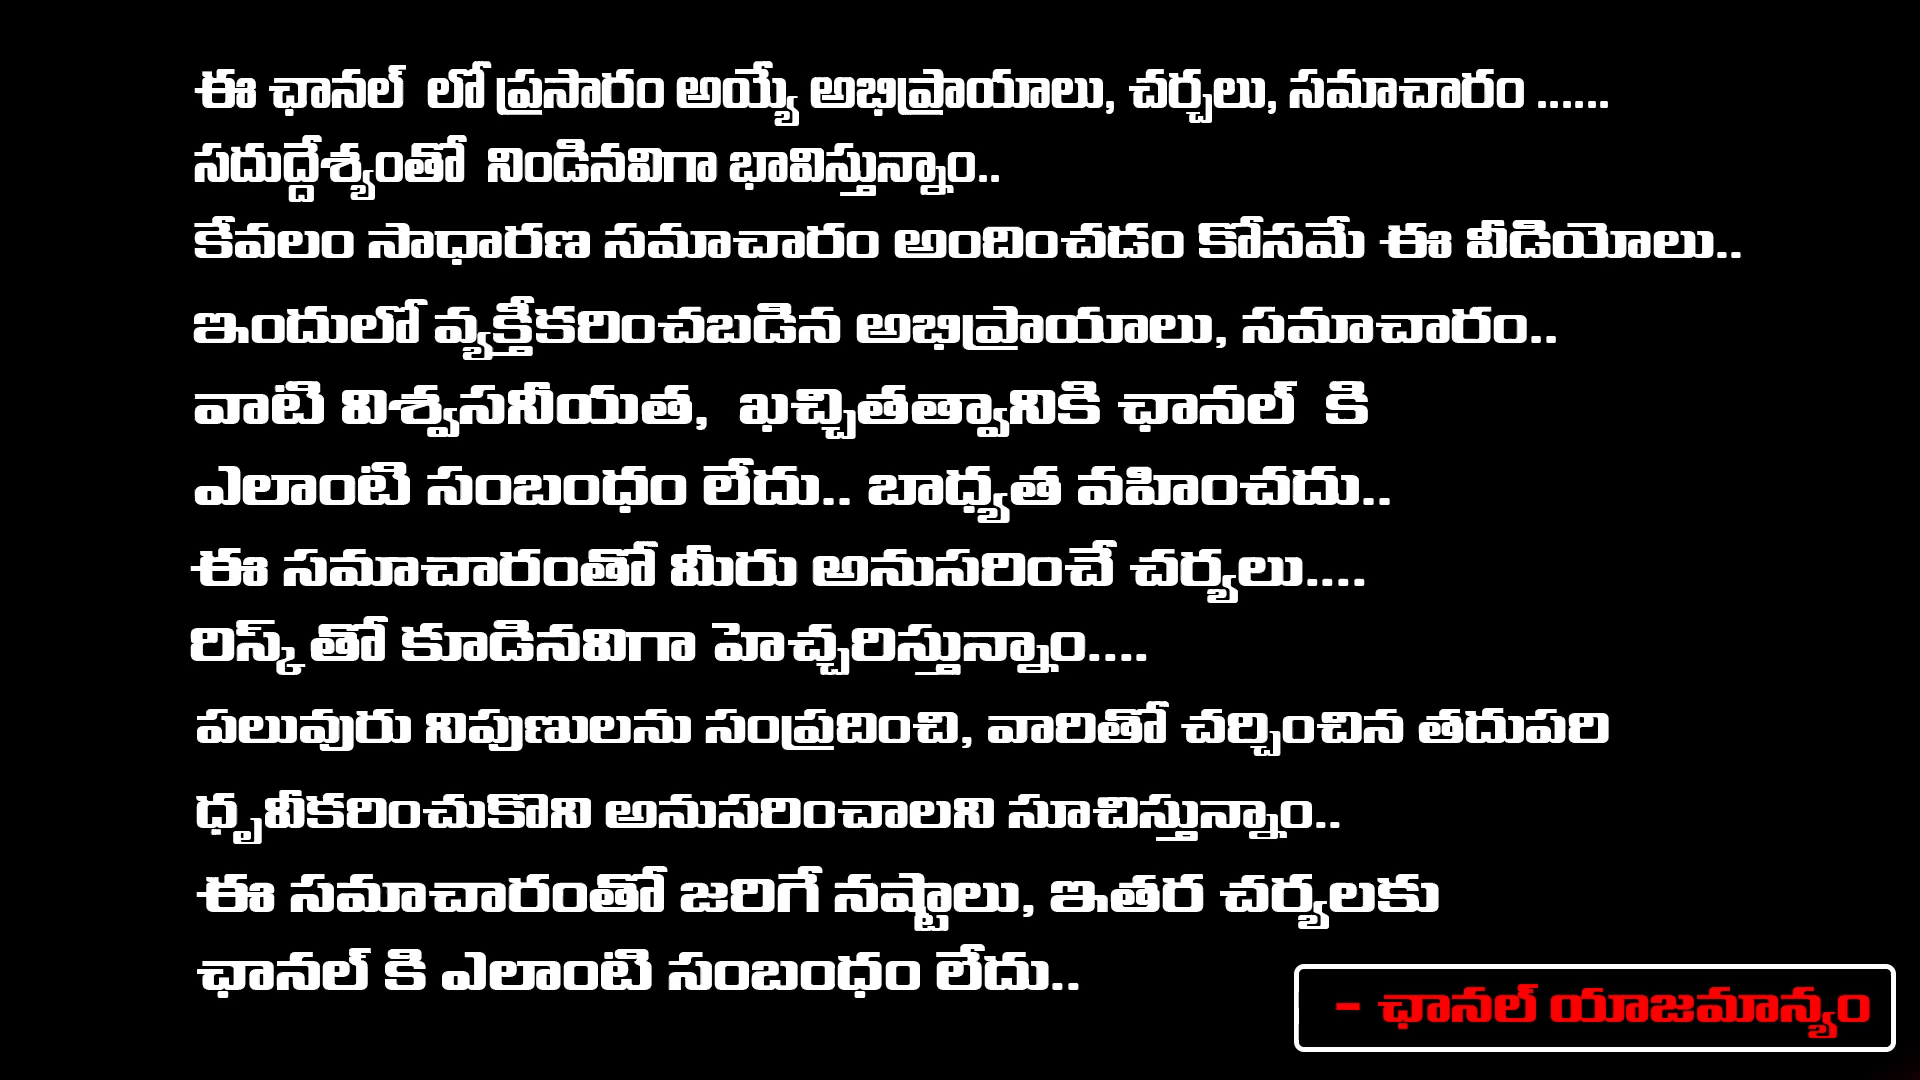 ఈ ఛానల్ లో ప్రసారం అయ్యే అభిప్రాయాలు, చర్చలు, సమాచారం ......
సదుద్దేశ్యంతో నిండినవిగా భావిస్తున్నాం..
కేవలం సాధారణ సమాచారం అందించడం కోసమే ఈ వీడియోలు..
ఇందులో వ్యక్తీకరించబడిన అభిప్రాయాలు, సమాచారం..
వాటి విశ్వసనీయత, ఖచ్చితత్వానికి ఛానల్ కి
ఎలాంటి సంబంధం లేదు.. బాధ్యత వహించదు..
ఈ సమాచారంతో మీరు అనుసరించే చర్యలు....
రిస్క్ తో కూడినవిగా హెచ్చరిస్తున్నాం....
పలువురు నిపుణులను సంప్రదించి, వారితో చర్చించిన తదుపరి
ధృవీకరించుకొని అనుసరించాలని సూచిస్తున్నాం..
ఈ సమాచారంతో జరిగే నష్టాలు, ఇతర చర్యలకు
ఛానల్ కి ఎలాంటి సంబంధం లేదు..
- ఛానల్ యాజమాన్యం